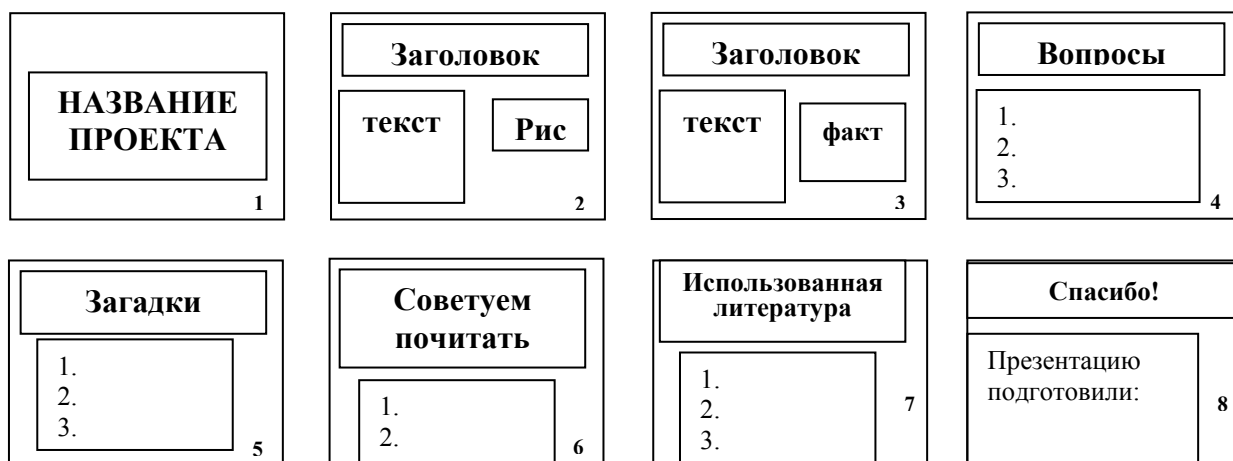 НАЗВАНИЕ
ПРОЕКТА
1
Заголовок
текст
Рис
2
Заголовок
текст
факт
3
Вопросы
1.
2.
3.
4
Загадки
1.
2.
3.
5
Советуем
почитать
1.
2.
6
Использованная
литература
1.
2.
3.
7
Спасибо!
Презентацию
подготовили:
8